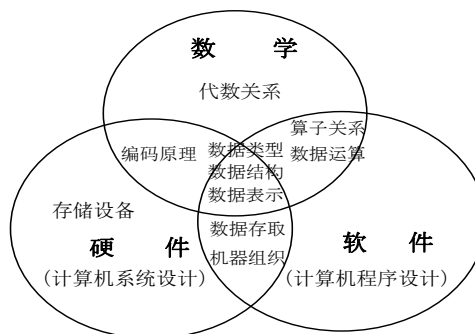 数 学
代数关系
算子关系
编码原理
数据类型
数据运算
数据结构
数据表示
存储设备
数据存取
硬 件
机器组织
软 件
(计算机系统设计)
(计算机程序设计)